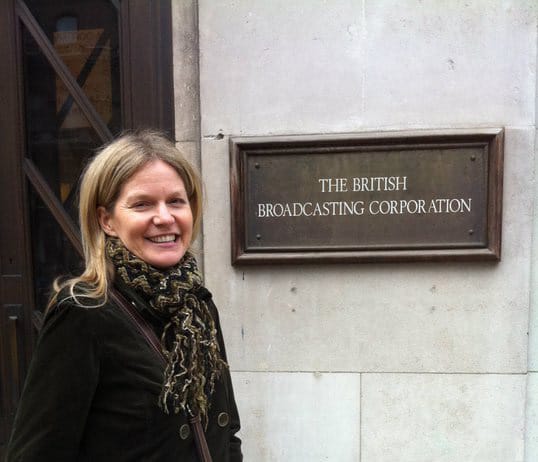 THE BRITISH
BROADCASTING CORPORATION